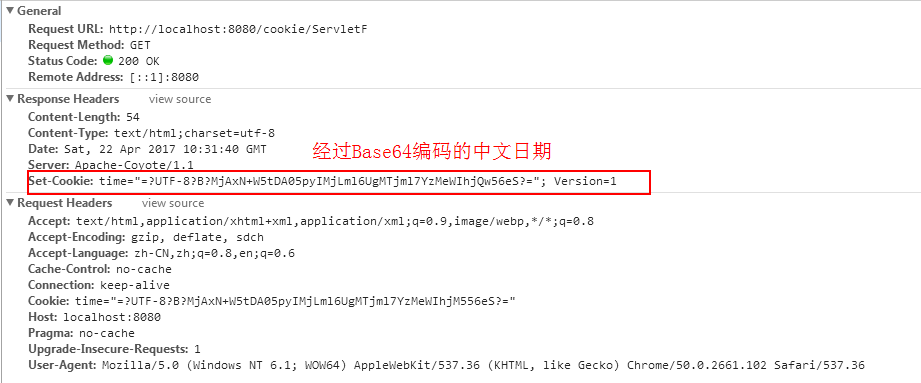 General
Request URL: http://localhost:8080/cookie/ServletF
Request Method: GET
Status Code: 200 OK
Remote Address: [::1]:8080
Response Headers view source
Content-Length: 54
Content-Type: text/html;charset=utf-8
Date: Sat, 22 Apr 2017 10:31:40 GMT
经过Base64编码的中文日期
Server: Apache-Coyote/1.1
Set-Cookie: time="=?UTF-8?B?MjAxN+W5tDA05pyIMjLml6UgMTjml7YzMeWIhjQw56eS?="; Version=1
Request Headers view source
Accept: text/html,application/xhtml+xml,application/xml;q=0.9,image/webp,*/*;q=0.8
Accept-Encoding: gzip, deflate, sdch
Accept-Language: zh-CN,zh;q=0.8,en;q=0.6
Cache-Control: no-cache
Connection: keep-alive
Cookie: time="=?UTF-8?B?MjAxN+W5tDA05pyIMjLml6UgMTjml7YzMeWIhjM556eS?="
Host: localhost:8080
Pragma: no-cache
Upgrade-Insecure-Requests: 1
User-Agent: Mozilla/5.0 (Windows NT 6.1; WOW64) AppleWebKit/537.36 (KHTML, like Gecko) Chrome/50.0.2661.102 Safari/537.36